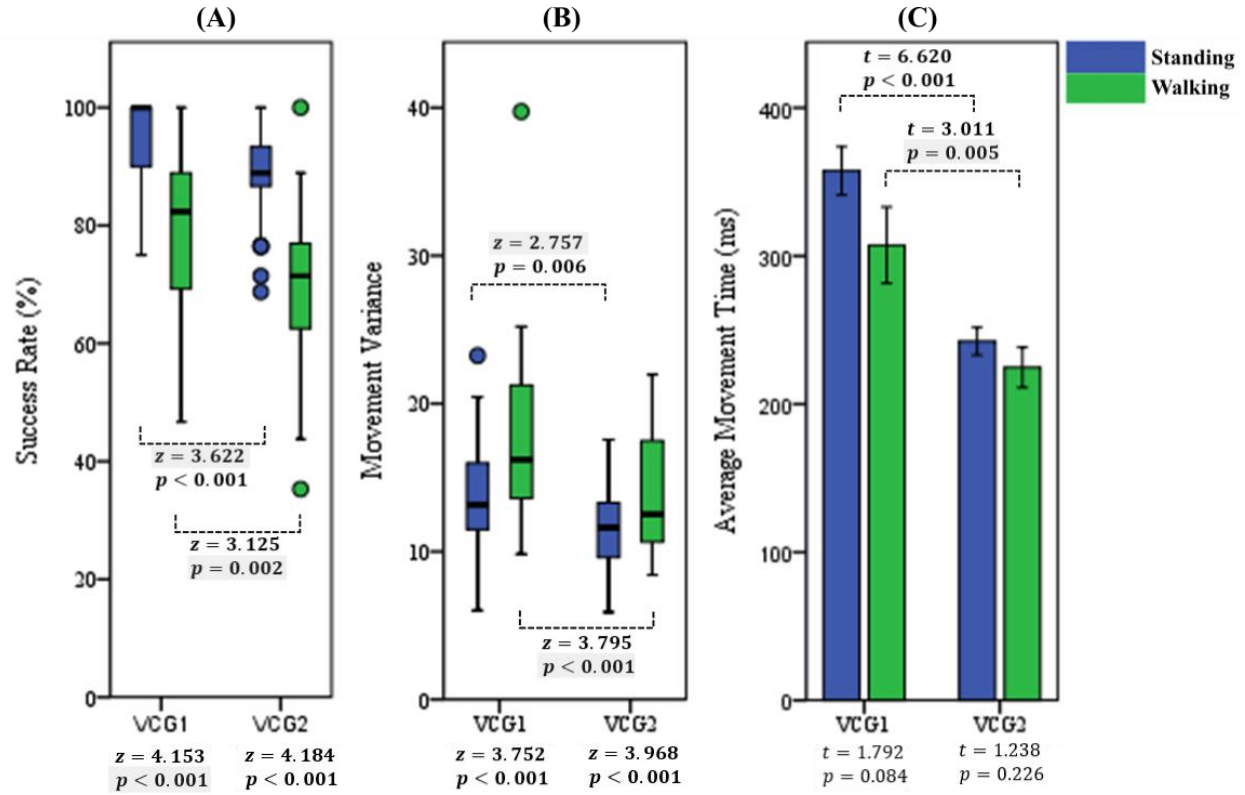 (A)
Success Rate (%)
100
80
60
40
20
0
z = 3.622
p < 0.001
z = 3.125
p = 0.002
VCG1
VCG2
z = 4.153
p < 0.001
z = 4.184
p < 0.001
(B)
Movement Variance
40
30
20
10
0
z = 2.757
p = 0.006
z = 3.795
p < 0.001
VCG1
VCG2
z = 3.752
p < 0.001
z = 3.968
p < 0.001
(C)
Average Movement Time (ms)
400
300
200
100
0
t = 6.620
p < 0.001
t = 3.011
p = 0.005
VCG1
VCG2
t = 1.792
p = 0.084
t = 1.238
p = 0.226
Standing
Walking